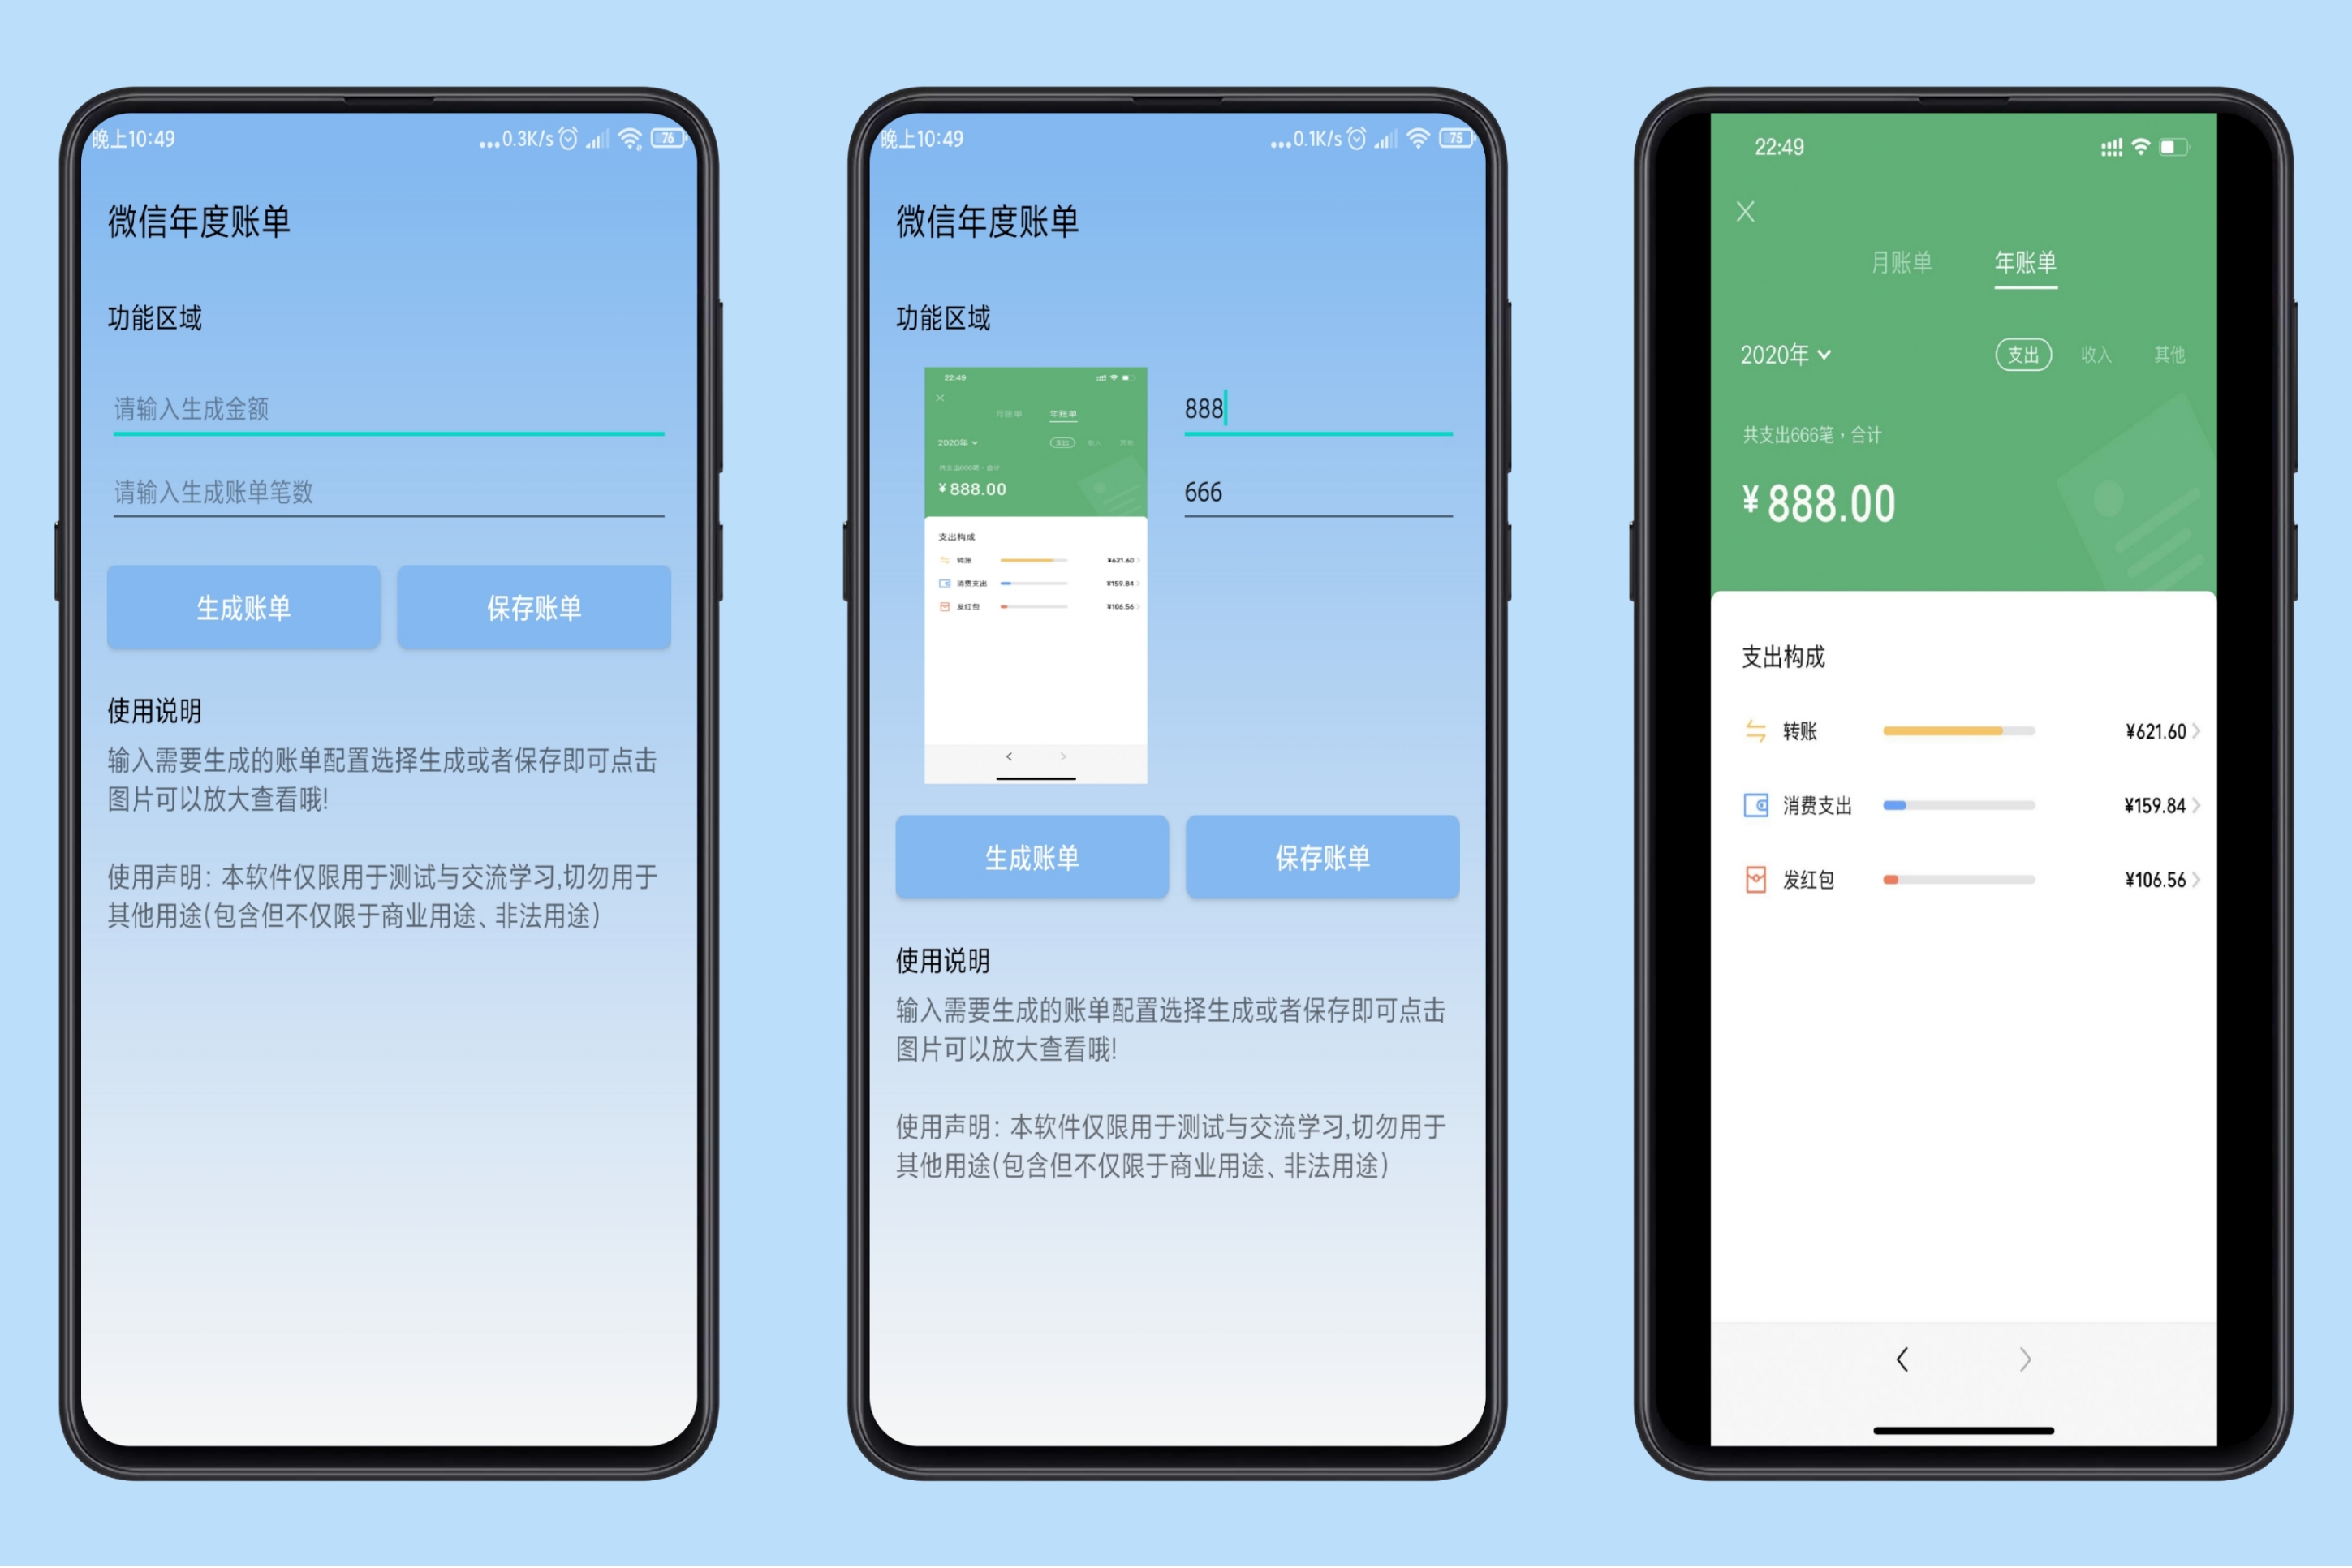 晚上10:49
...0.3K/s
76
微信年度账单
功能区域
请输入生成金额
请输入生成账单笔数
生成账单
保存账单
使用说明
输入需要生成的账单配置选择生成或者保存即可点击
图片可以放大查看哦!
使用声明: 本软件仅限用于测试与交流学习,切勿用于
其他用途(包含但不仅限于商业用途、非法用途)
晚上10:49
...0.1K/s
75
微信年度账单
功能区域
22:49
月账单 年账单
2020年
支出 收入 其他
共支出666笔，合计
¥888.00
支出构成
转账 ¥621.60
消费支出 ¥159.84
发红包 ¥106.56
888
666
生成账单
保存账单
使用说明
输入需要生成的账单配置选择生成或者保存即可点击
图片可以放大查看哦!
使用声明: 本软件仅限用于测试与交流学习,切勿用于
其他用途(包含但不仅限于商业用途、非法用途)
22:49
月账单 年账单
2020年
支出 收入 其他
共支出666笔，合计
¥888.00
支出构成
转账 ¥621.60
消费支出 ¥159.84
发红包 ¥106.56